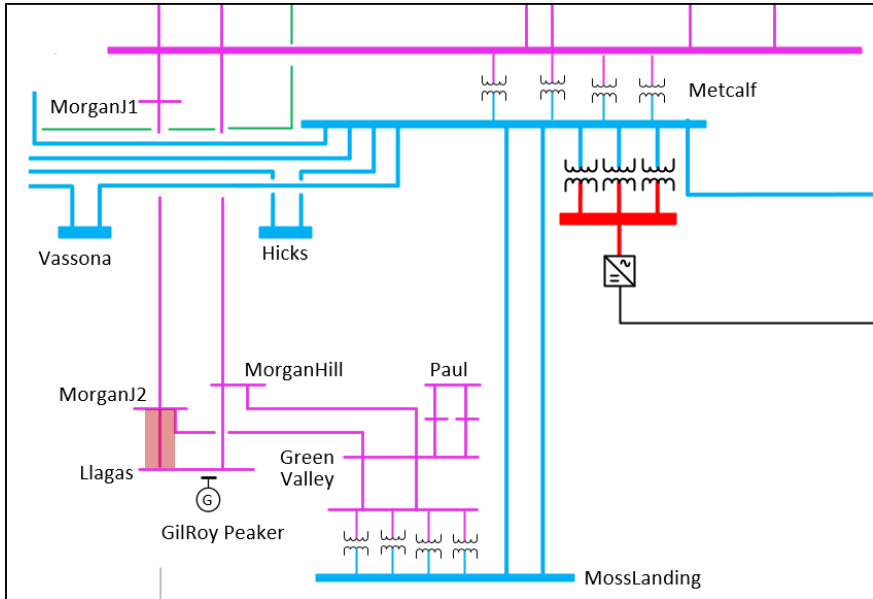 Metcalf
MorganJ1
Vassona
Hicks
MorganHill
Paul
MorganJ2
Green
Valley
Llagas
G
GilRoy Peaker
MossLanding